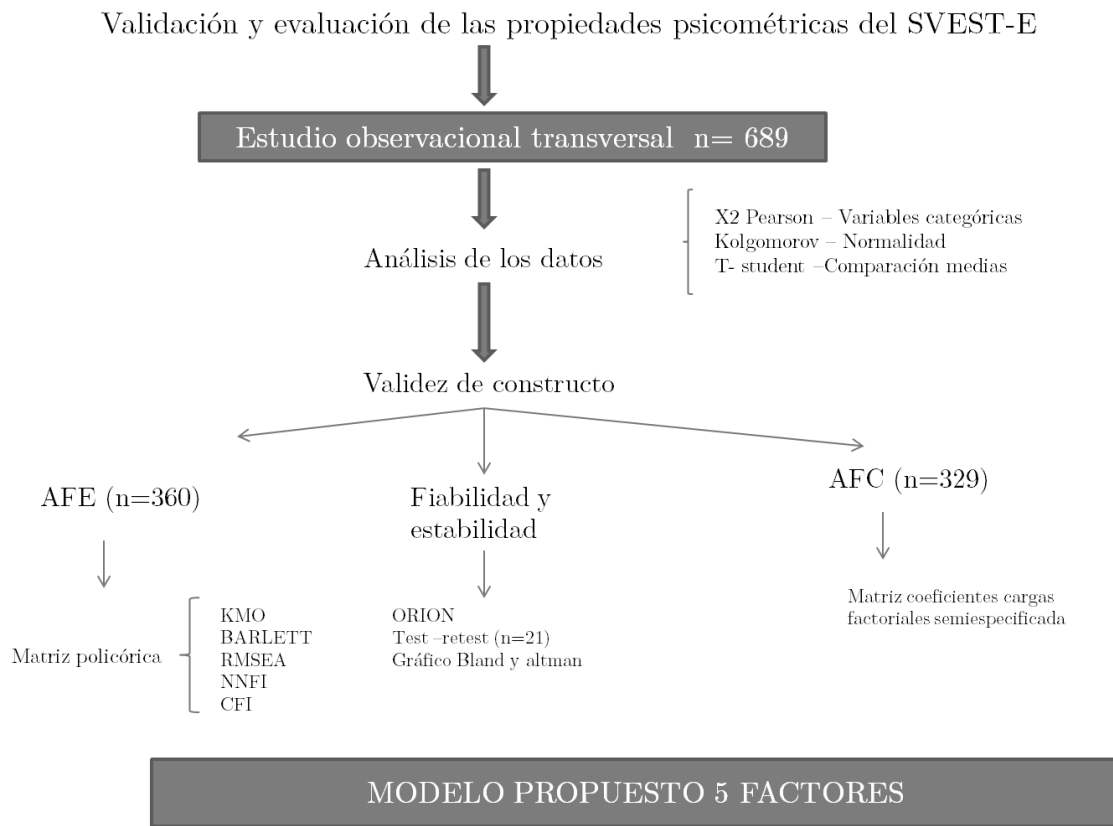 Validación y evaluación de las propiedades psicométricas del SVEST-E
Estudio observacional transversal n= 689
X2 Pearson – Variables categóricas
Kolgomorov – Normalidad
T- student –Comparación medias
Análisis de los datos
Validez de constructo
AFE (n=360)
Fiabilidad y
estabilidad
AFC (n=329)
Matriz policórica
KMO
BARLETT
RMSEA
NNFI
CFI
ORION
Test –retest (n=21)
Gráfico Bland y altman
Matriz coeficientes cargas
factoriales semiespecificada
MODELO PROPUESTO 5 FACTORES